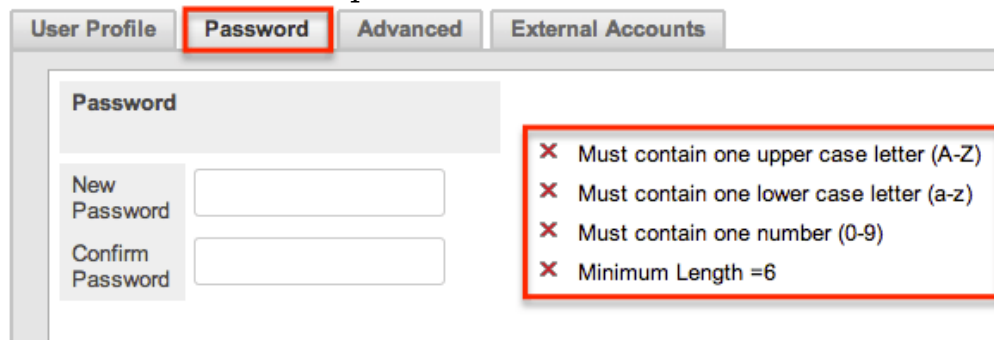 User Profile Password Advanced External Accounts
Password
Must contain one upper case letter (A-Z)
Must contain one lower case letter (a-z)
Must contain one number (0-9)
Minimum Length =6
New
Password
Confirm
Password